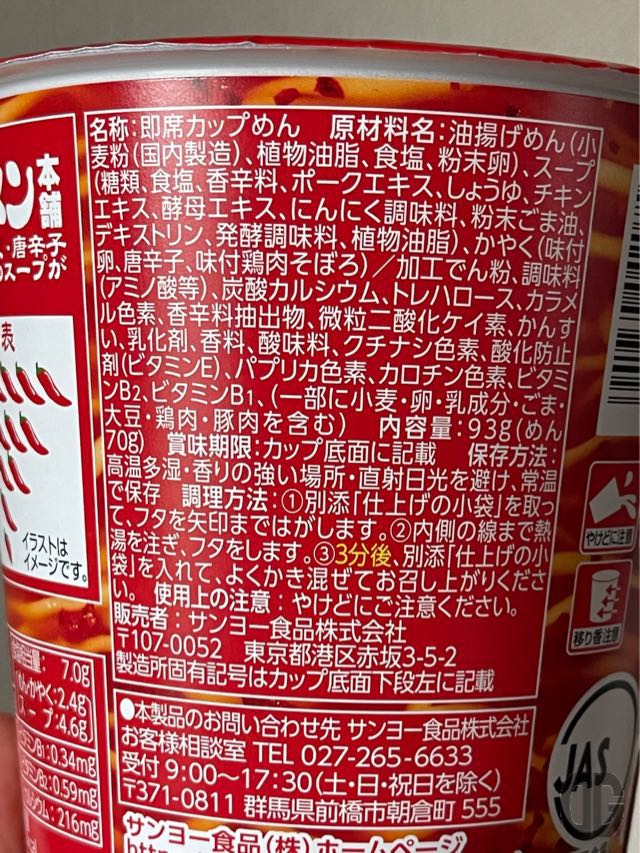 名称:即席カップめん 原材料名:油揚げめん(小
麦粉(国内製造)、植物油脂、食塩、粉末卵)、スープ
(糖類、食塩、香辛料、ポークエキス、しょうゆ、チキン
エキス、酵母エキス、にんにく調味料、粉末ごま油、
デキストリン、発酵調味料、植物油脂)、かやく(味付
卵、唐辛子、味付鶏肉そぼろ)/加工でん粉、調味料
(アミノ酸等)、炭酸カルシウム、トレハロース、カラメ
ル色素、香辛料抽出物、微粒二酸化ケイ素、かんす
い、乳化剤、香料、酸味料、クチナシ色素、酸化防止
剤(ビタミンE)、パプリカ色素、カロチン色素、ビタミ
ンB2、ビタミンB1、(一部に小麦・卵・乳成分・ごま・
大豆・鶏肉・豚肉を含む) 内容量:93g(めん
70g) 賞味期限:カップ底面に記載 保存方法:
高温多湿・香りの強い場所・直射日光を避け、常温
で保存 調理方法:①別添「仕上げの小袋」を取っ
て、フタを矢印まではがします。②内側の線まで熱
湯を注ぎ、フタをします。③3分後、別添「仕上げの小
袋」を入れて、よくかき混ぜてお召し上がりくださ
い。 使用上の注意:やけどにご注意ください。
販売者:サンヨー食品株式会社
〒107-0052 東京都港区赤坂3-5-2
製造所固有記号はカップ底面下段左に記載
●本製品のお問い合わせ先 サンヨー食品株式会社
お客様相談室 TEL 027-265-6633
受付 9:00〜17:30(土・日・祝日を除く)
〒371-0811 群馬県前橋市朝倉町 555
サンヨー食品(株)ホームページ
ン本舗
・唐辛子
のスープが
表
イラストは
イメージです。
当量: 7.0g
めん・かやく:2.4g
スープ:4.6g
B1:0.34mg
B2:0.59mg
ウム:216mg
やけどに注意
移り香注意
JAS